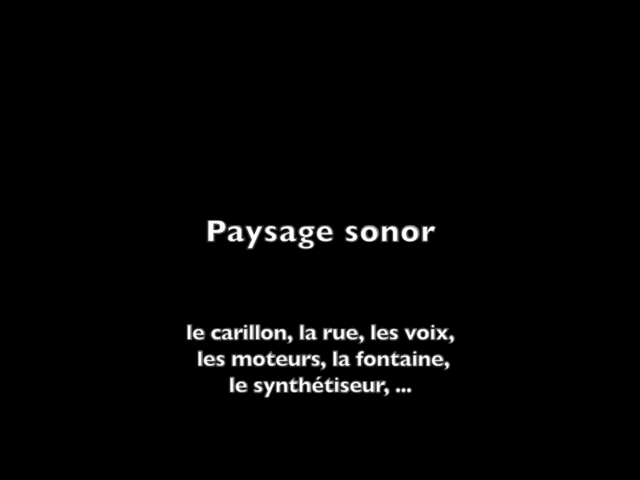 Paysage sonor
le carillon, la rue, les voix,
les moteurs, la fontaine,
le synthétiseur, ...